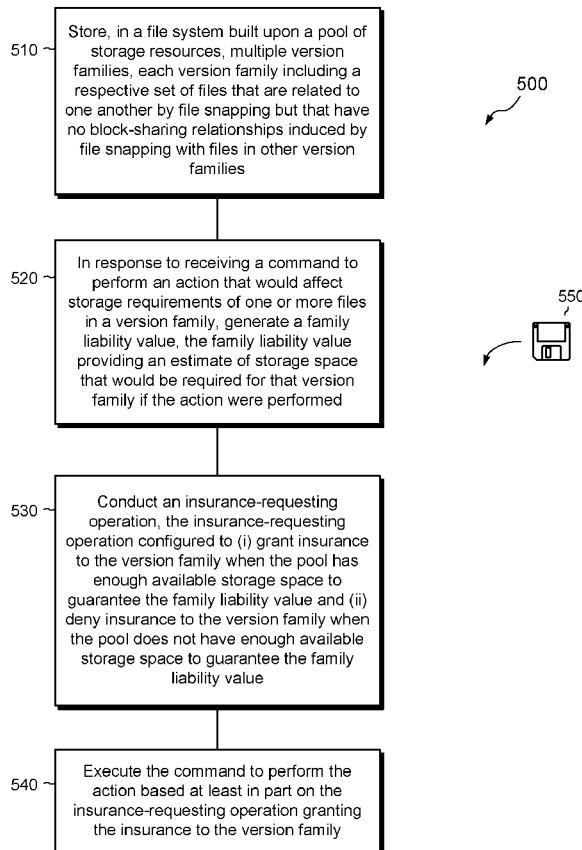 510
Store, in a file system built upon a pool of
storage resources, multiple version
families, each version family including a
respective set of files that are related to
one another by file snapping but that have
no block-sharing relationships induced by
file snapping with files in other version
families
500
520
In response to receiving a command to
perform an action that would affect
storage requirements of one or more files
in a version family, generate a family
liability value, the family liability value
providing an estimate of storage space
that would be required for that version
family if the action were performed
550
530
Conduct an insurance-requesting
operation, the insurance-requesting
operation configured to (i) grant insurance
to the version family when the pool has
enough available storage space to
guarantee the family liability value and (ii)
deny insurance to the version family when
the pool does not have enough available
storage space to guarantee the family
liability value
540
Execute the command to perform the
action based at least in part on the
insurance-requesting operation granting
the insurance to the version family